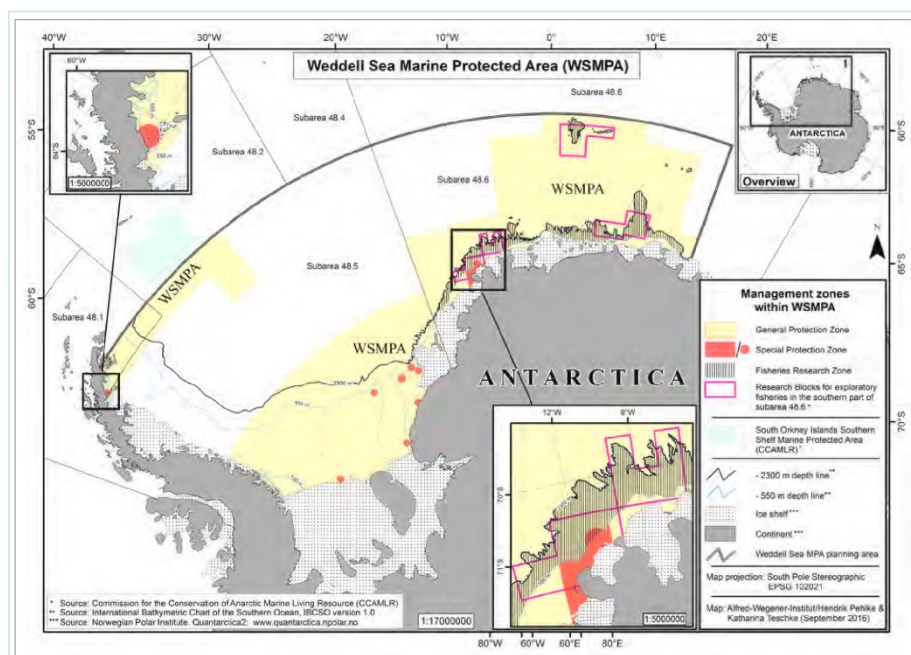 40°W
30°W
20°W
10°W
0°
10°E
20°E
60°W
Weddell Sea Marine Protected Area (WSMPA)
64°S
550 m
1:5000000
55°S
60°S
Subarea 48.6
Subarea 48.4
Subarea 48.2
Subarea 48.6
WSMPA
ANTARCTICA
Overview
N
65°S
Subarea 48.5
WSMPA
60°S
Subarea 48.1
WSMPA
2300 m
550 m
ANTARCTICA
70°S
12°W
8°W
70°S
71°S
1:5000000
Management zones
within WSMPA
General Protection Zone
Special Protection Zone
Fisheries Research Zone
Research Blocks for exploratory
fisheries in the southern part of
subarea 48.6 *
South Orkney Islands Southern
Shelf Marine Protected Area
(CCAMLR) *
- 2300 m depth line**
- 550 m depth line**
Ice shelf***
Continent***
Weddell Sea MPA planning area
Map projection: South Pole Stereographic
EPSG 102021
Map: Alfred-Wegener-Institut/Hendrik Pehlke &
Katharina Teschke (September 2016)
* Source: Commission for the Conservation of Anarctic Marine Living Resource (CCAMLR)
** Source: International Bathymetric Chart of the Southern Ocean, IBCSO version 1.0
*** Source: Norwegian Polar Institute. Quantarctica2: www.quantarctica.npolar.no
1:17000000
80°W
60°W
60°E
80°E